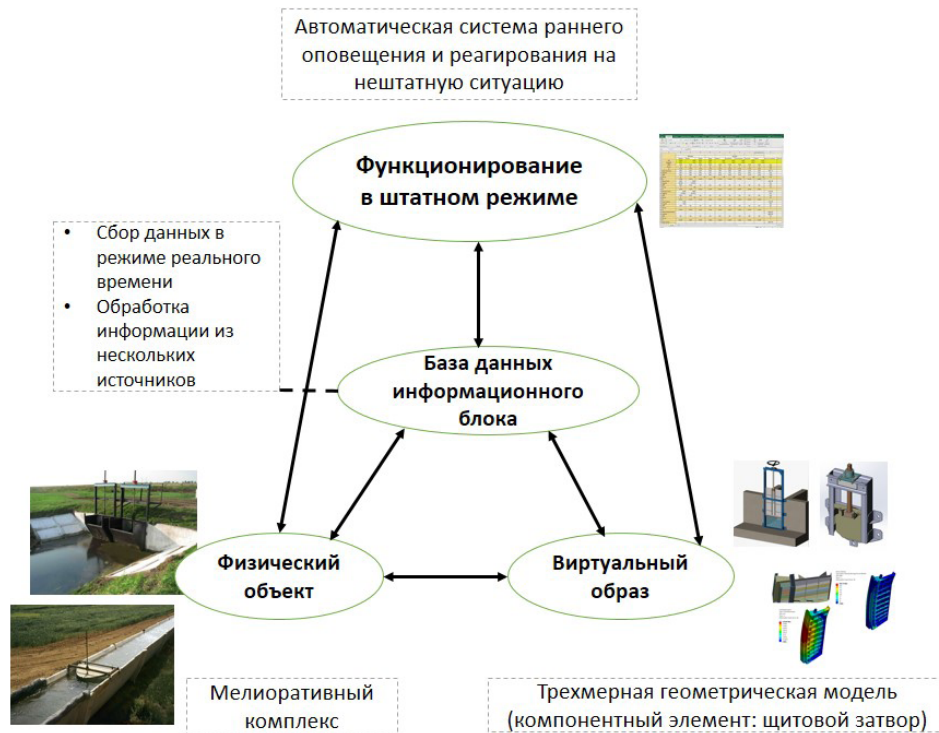 Автоматическая система раннего
оповещения и реагирования на
нештатную ситуацию
Функционирование
в штатном режиме
• Сбор данных в
режиме реального
времени
• Обработка
информации из
нескольких
источников
База данных
информационного
блока
Физический
объект
Виртуальный
образ
Мелиоративный
комплекс
Трехмерная геометрическая модель
(компонентный элемент: щитовой затвор)